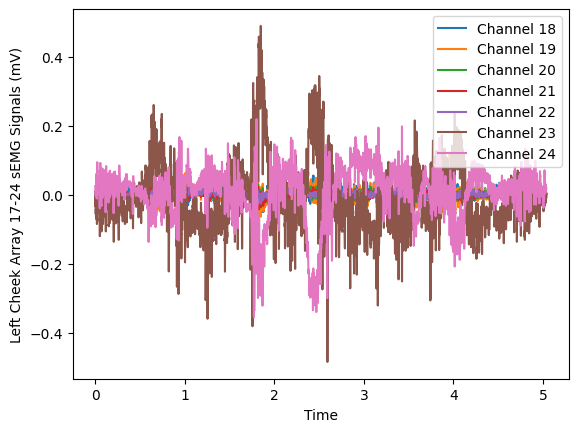 Left Cheek Array 17-24 sEMG Signals (mV)
0.4
0.2
0.0
−0.2
−0.4
Channel 18
Channel 19
Channel 20
Channel 21
Channel 22
Channel 23
Channel 24
0 1 2 3 4 5
Time